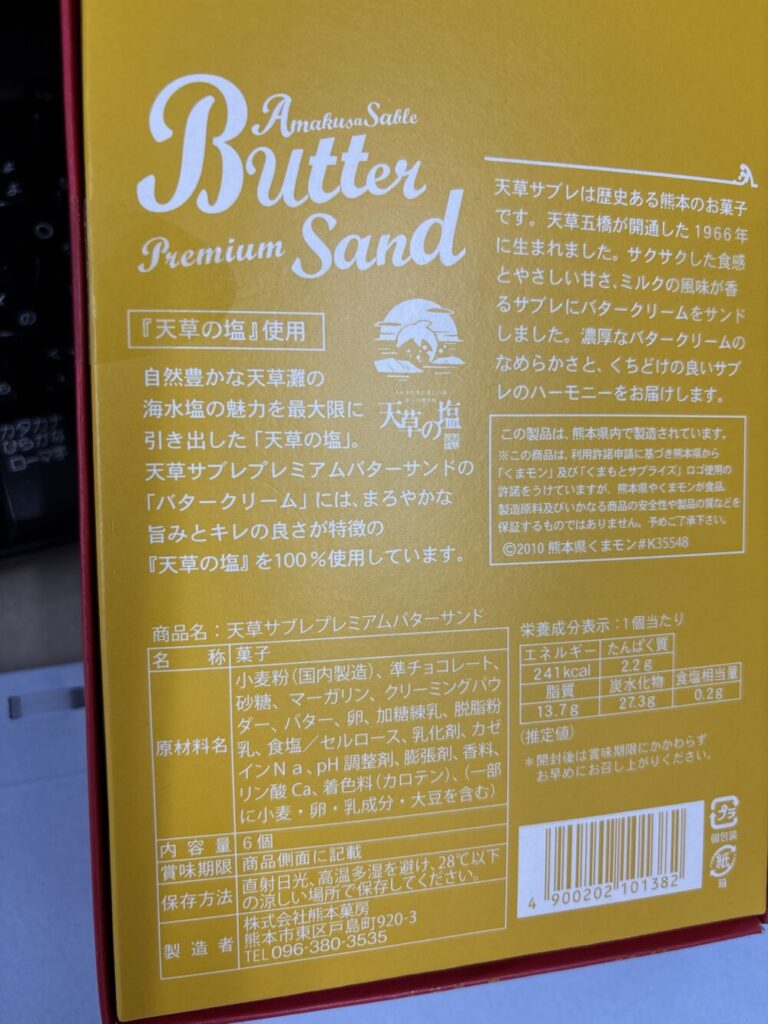 Amakusa Sable
Butter
Premium Sand
『天草の塩』使用
自然豊かな天草灘の
海水塩の魅力を最大限に
引き出した「天草の塩」。
天草サブレプレミアムバターサンドの
「バタークリーム」には、まろやかな
旨みとキレの良さが特徴の
『天草の塩』を100%使用しています。
天草の塩
天草サブレは歴史ある熊本のお菓子
です。天草五橋が開通した1966年
に生まれました。サクサクした食感
とやさしい甘さ、ミルクの風味が香
るサブレにバタークリームをサンド
しました。濃厚なバタークリームの
なめらかさと、くちどけの良いサブ
レのハーモニーをお届けします。
この製品は、熊本県内で製造されています。
※この商品は、利用許諾申請に基づき熊本県から
「くまモン」及び「くまもとサプライズ」ロゴ使用の
許諾をうけていますが、熊本県やくまモンが食品、
製造原料及びいかなる商品の安全性や製品の質などを
保証するものではありません。予めご了承下さい。
©2010 熊本県くまモン#K35548
商品名:天草サブレプレミアムバターサンド
名 称 菓子
原材料名 小麦粉(国内製造)、準チョコレート、
砂糖、マーガリン、クリーミングパウ
ダー、バター、卵、加糖練乳、脱脂粉
乳、食塩/セルロース、乳化剤、カゼ
インNa、pH調整剤、膨張剤、香料、
リン酸Ca、着色料(カロテン)、(一部
に小麦・卵・乳成分・大豆を含む)
内容量 6個
賞味期限 商品側面に記載
保存方法 直射日光、高温多湿を避け、28℃以下
の涼しい場所で保存してください。
製造者 株式会社熊本菓房
熊本市東区戸島町920-3
TEL 096-380-3535
栄養成分表示:1個当たり
エネルギー たんぱく質
241kcal 2.2g
脂質 炭水化物 食塩相当量
13.7g 27.3g 0.2g
(推定値)
*開封後は賞味期限にかかわらず
お早めにお召し上がりください。
4 900202 101382
プラ
個包装
紙
箱
カタカナ
ひらがな
ローマ字